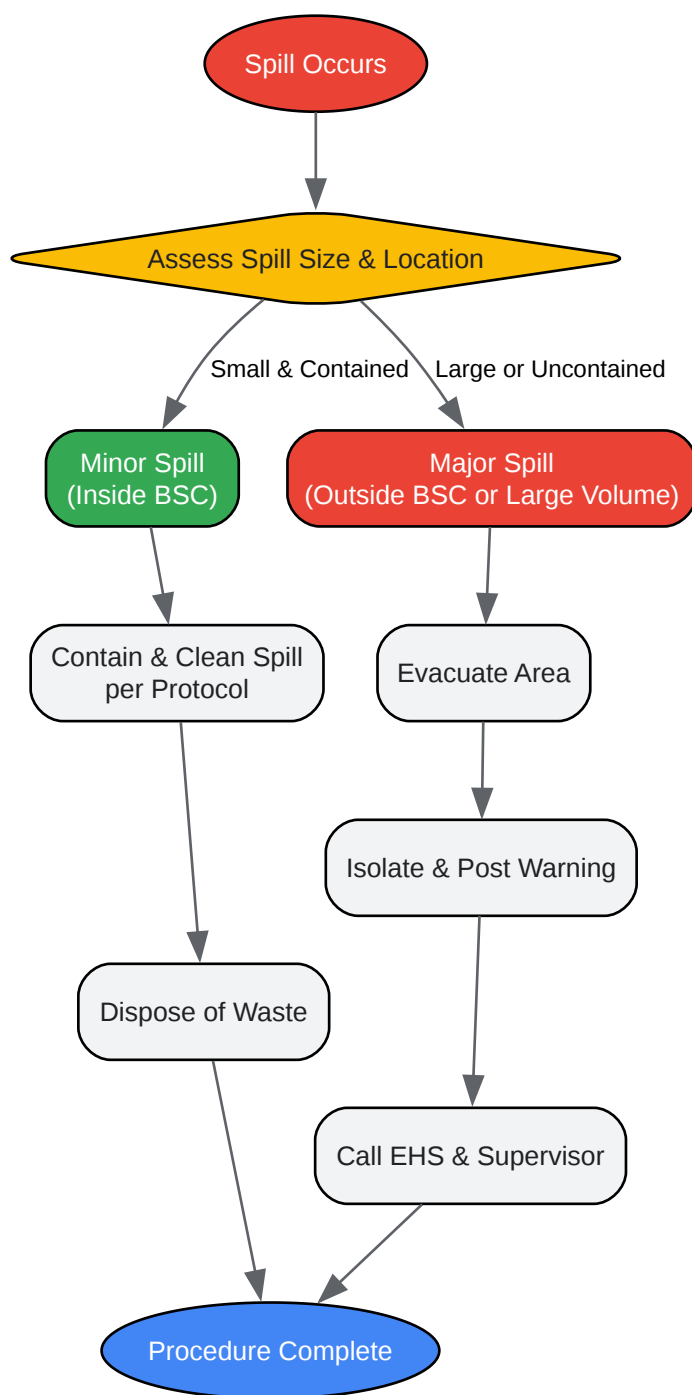 Spill Occurs
Assess Spill Size & Location
Small & Contained
Large or Uncontained
Minor Spill
(Inside BSC)
Major Spill
(Outside BSC or Large Volume)
Contain & Clean Spill
per Protocol
Evacuate Area
Isolate & Post Warning
Dispose of Waste
Call EHS & Supervisor
Procedure Complete